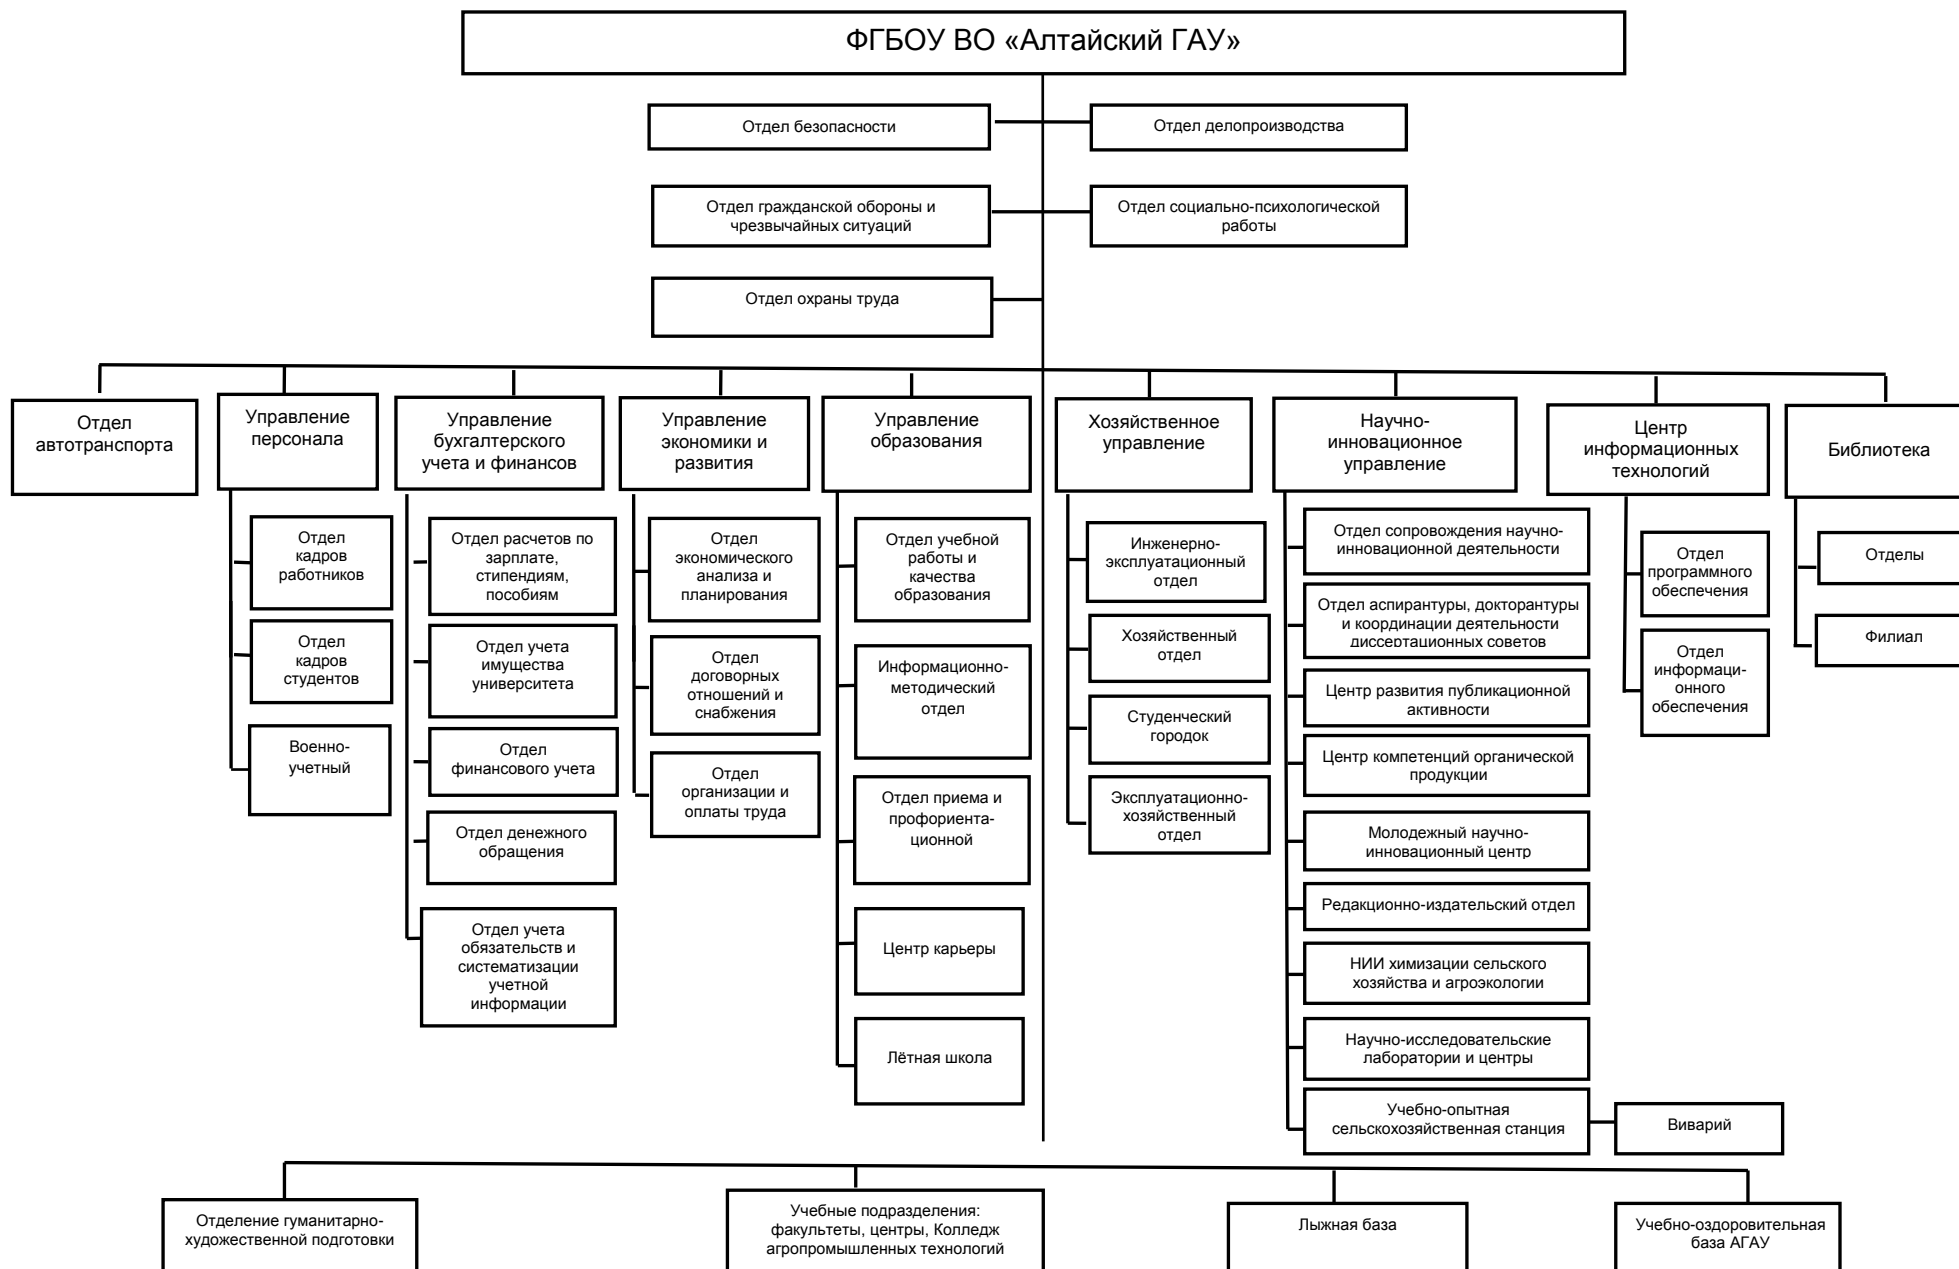 ФГБОУ ВО «Алтайский ГАУ»
Отдел безопасности
Отдел делопроизводства
Отдел гражданской обороны и
чрезвычайных ситуаций
Отдел социально-психологической
работы
Отдел охраны труда
Отдел
автотранспорта
Управление
персонала
Управление
бухгалтерского
учета и финансов
Управление
экономики и
развития
Управление
образования
Хозяйственное
управление
Научно-
инновационное
управление
Центр
информационных
технологий
Библиотека
Отдел
кадров
работников
Отдел
кадров
студентов
Военно-
учетный
Отдел расчетов по
зарплате,
стипендиям,
пособиям
Отдел учета
имущества
университета
Отдел
финансового учета
Отдел денежного
обращения
Отдел учета
обязательств и
систематизации
учетной
информации
Отдел
экономического
анализа и
планирования
Отдел
договорных
отношений и
снабжения
Отдел
организации и
оплаты труда
Отдел учебной
работы и
качества
образования
Информационно-
методический
отдел
Отдел приема и
профориента-
ционной
Центр карьеры
Лётная школа
Инженерно-
эксплуатационный
отдел
Хозяйственный
отдел
Студенческий
городок
Эксплуатационно-
хозяйственный
отдел
Отдел сопровождения научно-
инновационной деятельности
Отдел аспирантуры, докторантуры
и координации деятельности
диссертационных советов
Центр развития публикационной
активности
Центр компетенций органической
продукции
Молодежный научно-
инновационный центр
Редакционно-издательский отдел
НИИ химизации сельского
хозяйства и агроэкологии
Научно-исследовательские
лаборатории и центры
Учебно-опытная
сельскохозяйственная станция
Виварий
Отдел
программного
обеспечения
Отдел
информаци-
онного
обеспечения
Отделы
Филиал
Отделение гуманитарно-
художественной подготовки
Учебные подразделения:
факультеты, центры, Колледж
агропромышленных технологий
Лыжная база
Учебно-оздоровительная
база АГАУ